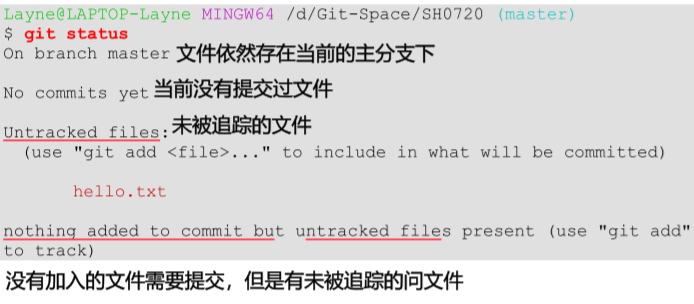 Layne@LAPTOP-Layne MINGW64 /d/Git-Space/SH0720 (master)
$ git status
On branch master 文件依然存在当前的主分支下
No commits yet 当前没有提交过文件
Untracked files: 未被追踪的文件
(use "git add <file>..." to include in what will be committed)
hello.txt
nothing added to commit but untracked files present (use "git add"
to track)
没有加入的文件需要提交，但是有未被追踪的问文件